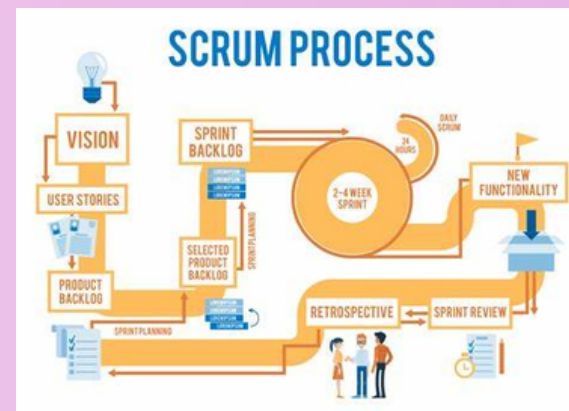 SCRUM PROCESS
VISION
USER STORIES
PRODUCT
BACKLOG
SPRINT PLANNING
SELECTED
PRODUCT
BACKLOG
SPRINT PLANNING
SPRINT
BACKLOG
2-4 WEEK
SPRINT
DAILY
SCRUM
24
HOURS
NEW
FUNCTIONALITY
SPRINT REVIEW
RETROSPECTIVE